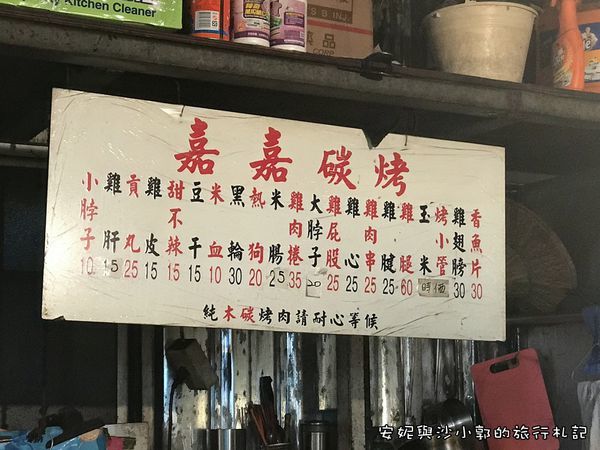 y Kitchen Cleaner
嘉嘉碳烤
小脖子 10
雞肝 15
貢丸 25
雞皮 15
甜不辣 15
豆干 15
米血 10
黑輪 30
熱狗 20
米腸 25
雞肉捲 35
大脖子 20
雞屁股 25
雞心 25
雞肉串 25
雞腱 25
雞腿 60
玉米
烤小管 時價
雞翅膀 30
香魚片 30
純木碳烤肉請耐心等候
安妮與沙小郭的旅行札記